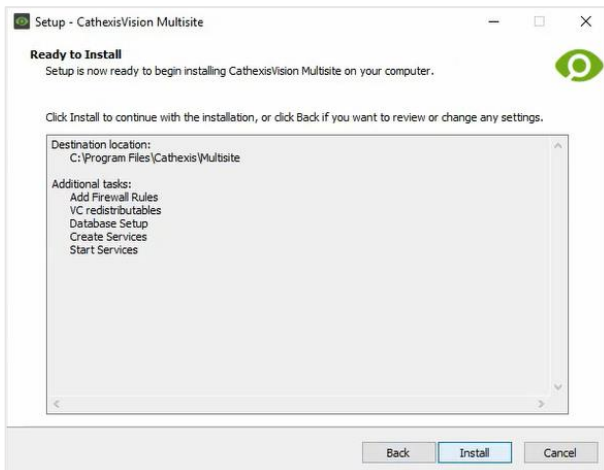 Setup - CathexisVision Multisite
Ready to Install
Setup is now ready to begin installing CathexisVision Multisite on your computer.
Click Install to continue with the installation, or click Back if you want to review or change any settings.
Destination location:
C:\Program Files\Cathexis\Multisite
Additional tasks:
Add Firewall Rules
VC redistributables
Database Setup
Create Services
Start Services
Back Install Cancel